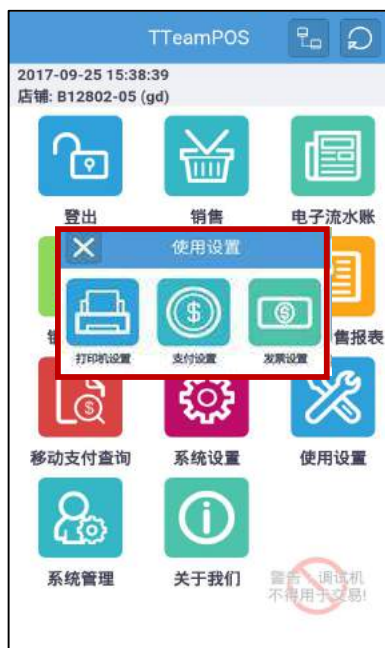 TTeamPOS
2017-09-25 15:38:39
店铺: B12802-05 (gd)
登出
销售
电子流水账
使用设置
打印机设置
支付设置
发票设置
售报表
移动支付查询
系统设置
使用设置
系统管理
关于我们
警告：调试机
不得用于交易!